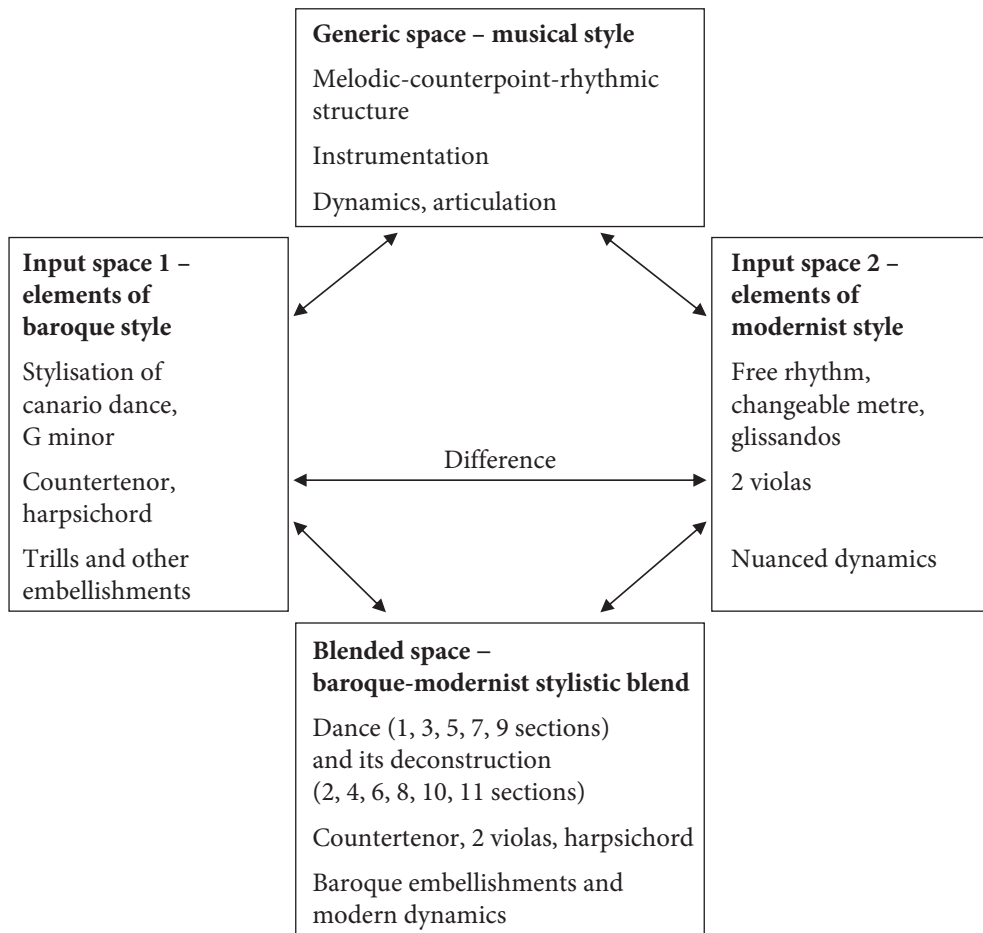 Generic space – musical style
Melodic-counterpoint-rhythmic
structure
Instrumentation
Dynamics, articulation
Input space 1 –
elements of
baroque style
Stylisation of
canario dance,
G minor
Countertenor,
harpsichord
Trills and other
embellishments
Difference
Input space 2 –
elements of
modernist style
Free rhythm,
changeable metre,
glissandos
2 violas
Nuanced dynamics
Blended space –
baroque-modernist stylistic blend
Dance (1, 3, 5, 7, 9 sections)
and its deconstruction
(2, 4, 6, 8, 10, 11 sections)
Countertenor, 2 violas, harpsichord
Baroque embellishments and
modern dynamics